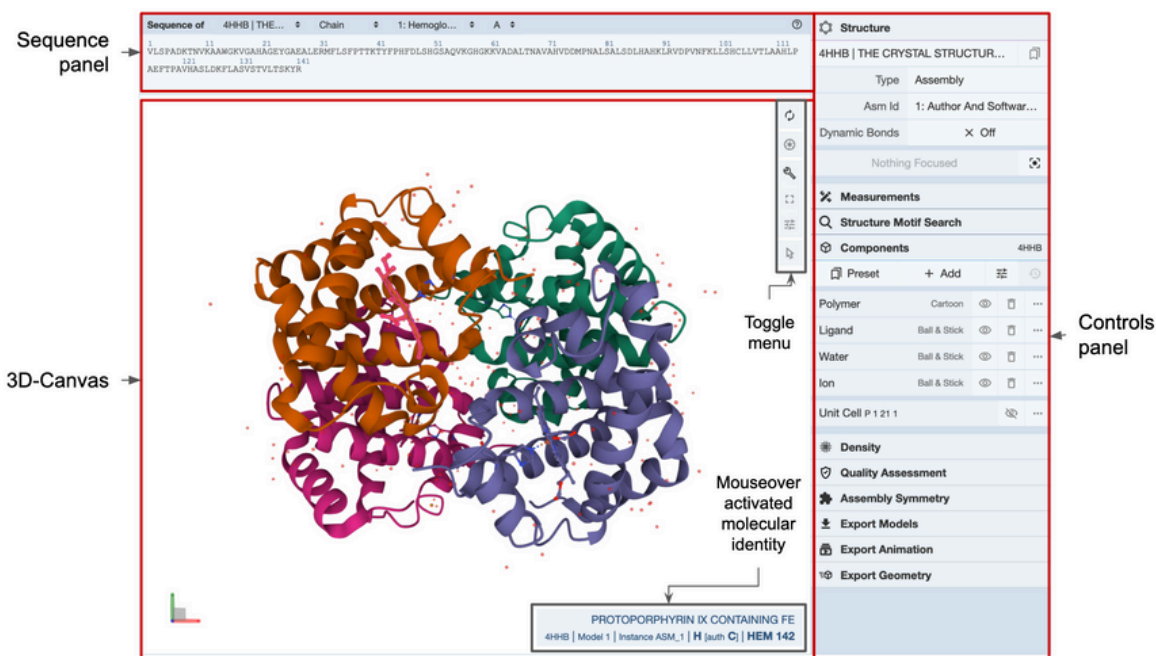 Sequence
panel
Sequence of 4HHB | THE... Chain 1: Hemoglo... A
1 11 21 31 41 51 61 71 81 91 101 111
VLSPADKTNVKAAWGKVGAHAGEYGAEALERMFLSFPTTKTYFPHFDLSHGSAQVKGHGKKVADALTNAVAHVDDMPNALSALSDLHAHKLRVDPVNFKLLSHCLLVTLAAHLP
121 131 141
AEFTPAVHASLDKFLASVSTVLTSKYR
3D-Canvas
Toggle
menu
Mouseover
activated
molecular
identity
PROTOPORPHYRIN IX CONTAINING FE
4HHB | Model 1 | Instance ASM_1 | H [auth C] | HEM 142
Structure
4HHB | THE CRYSTAL STRUCTUR...
Type Assembly
Asm Id 1: Author And Softwar...
Dynamic Bonds × Off
Nothing Focused
Measurements
Structure Motif Search
Components 4HHB
Preset + Add
Polymer Cartoon
Ligand Ball & Stick
Water Ball & Stick
Ion Ball & Stick
Unit Cell P 1 21 1
Density
Quality Assessment
Assembly Symmetry
Export Models
Export Animation
Export Geometry
Controls
panel